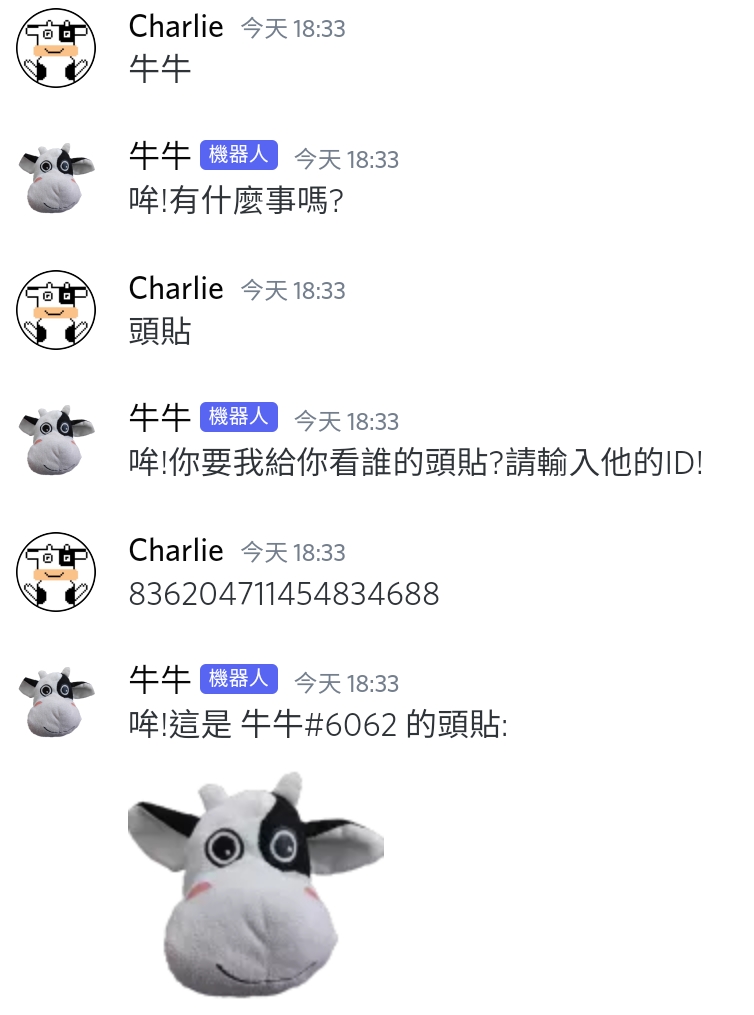 Charlie 今天 18:33
牛牛
牛牛 機器人 今天 18:33
哞!有什麼事嗎?
Charlie 今天 18:33
頭貼
牛牛 機器人 今天 18:33
哞!你要我給你看誰的頭貼?請輸入他的ID!
Charlie 今天 18:33
836204711454834688
牛牛 機器人 今天 18:33
哞!這是 牛牛#6062 的頭貼: